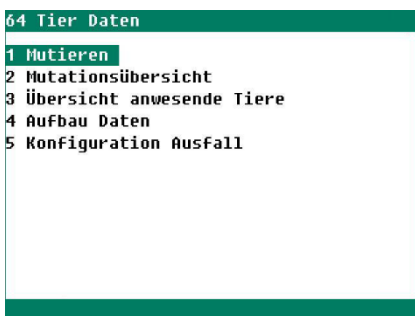 64 Tier Daten
1 Mutieren
2 Mutationsübersicht
3 Übersicht anwesende Tiere
4 Aufbau Daten
5 Konfiguration Ausfall